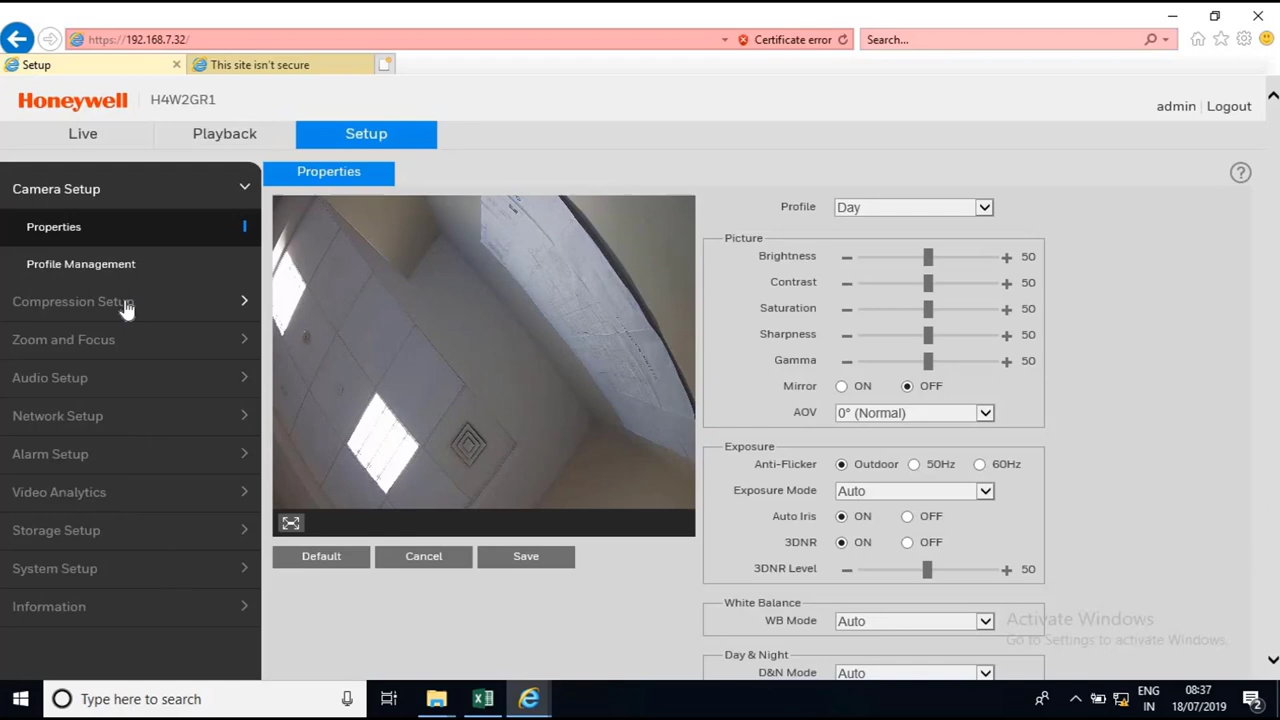 https://192.168.7.32/
Certificate error
Search...
Setup
This site isn't secure
Honeywell
H4W2GR1
admin | Logout
Live
Playback
Setup
Camera Setup
Properties
Profile Management
Compression Setup
Zoom and Focus
Audio Setup
Network Setup
Alarm Setup
Video Analytics
Storage Setup
System Setup
Information
Properties
?
Default
Cancel
Save
Profile Day
Picture
Brightness 50
Contrast 50
Saturation 50
Sharpness 50
Gamma 50
Mirror ON OFF
AOV 0° (Normal)
Exposure
Anti-Flicker Outdoor 50Hz 60Hz
Exposure Mode Auto
Auto Iris ON OFF
3DNR ON OFF
3DNR Level 50
White Balance
WB Mode Auto
Day & Night
D&N Mode Auto
Activate Windows
Go to Settings to activate Windows.
Type here to search
ENG
IN
08:37
18/07/2019
2